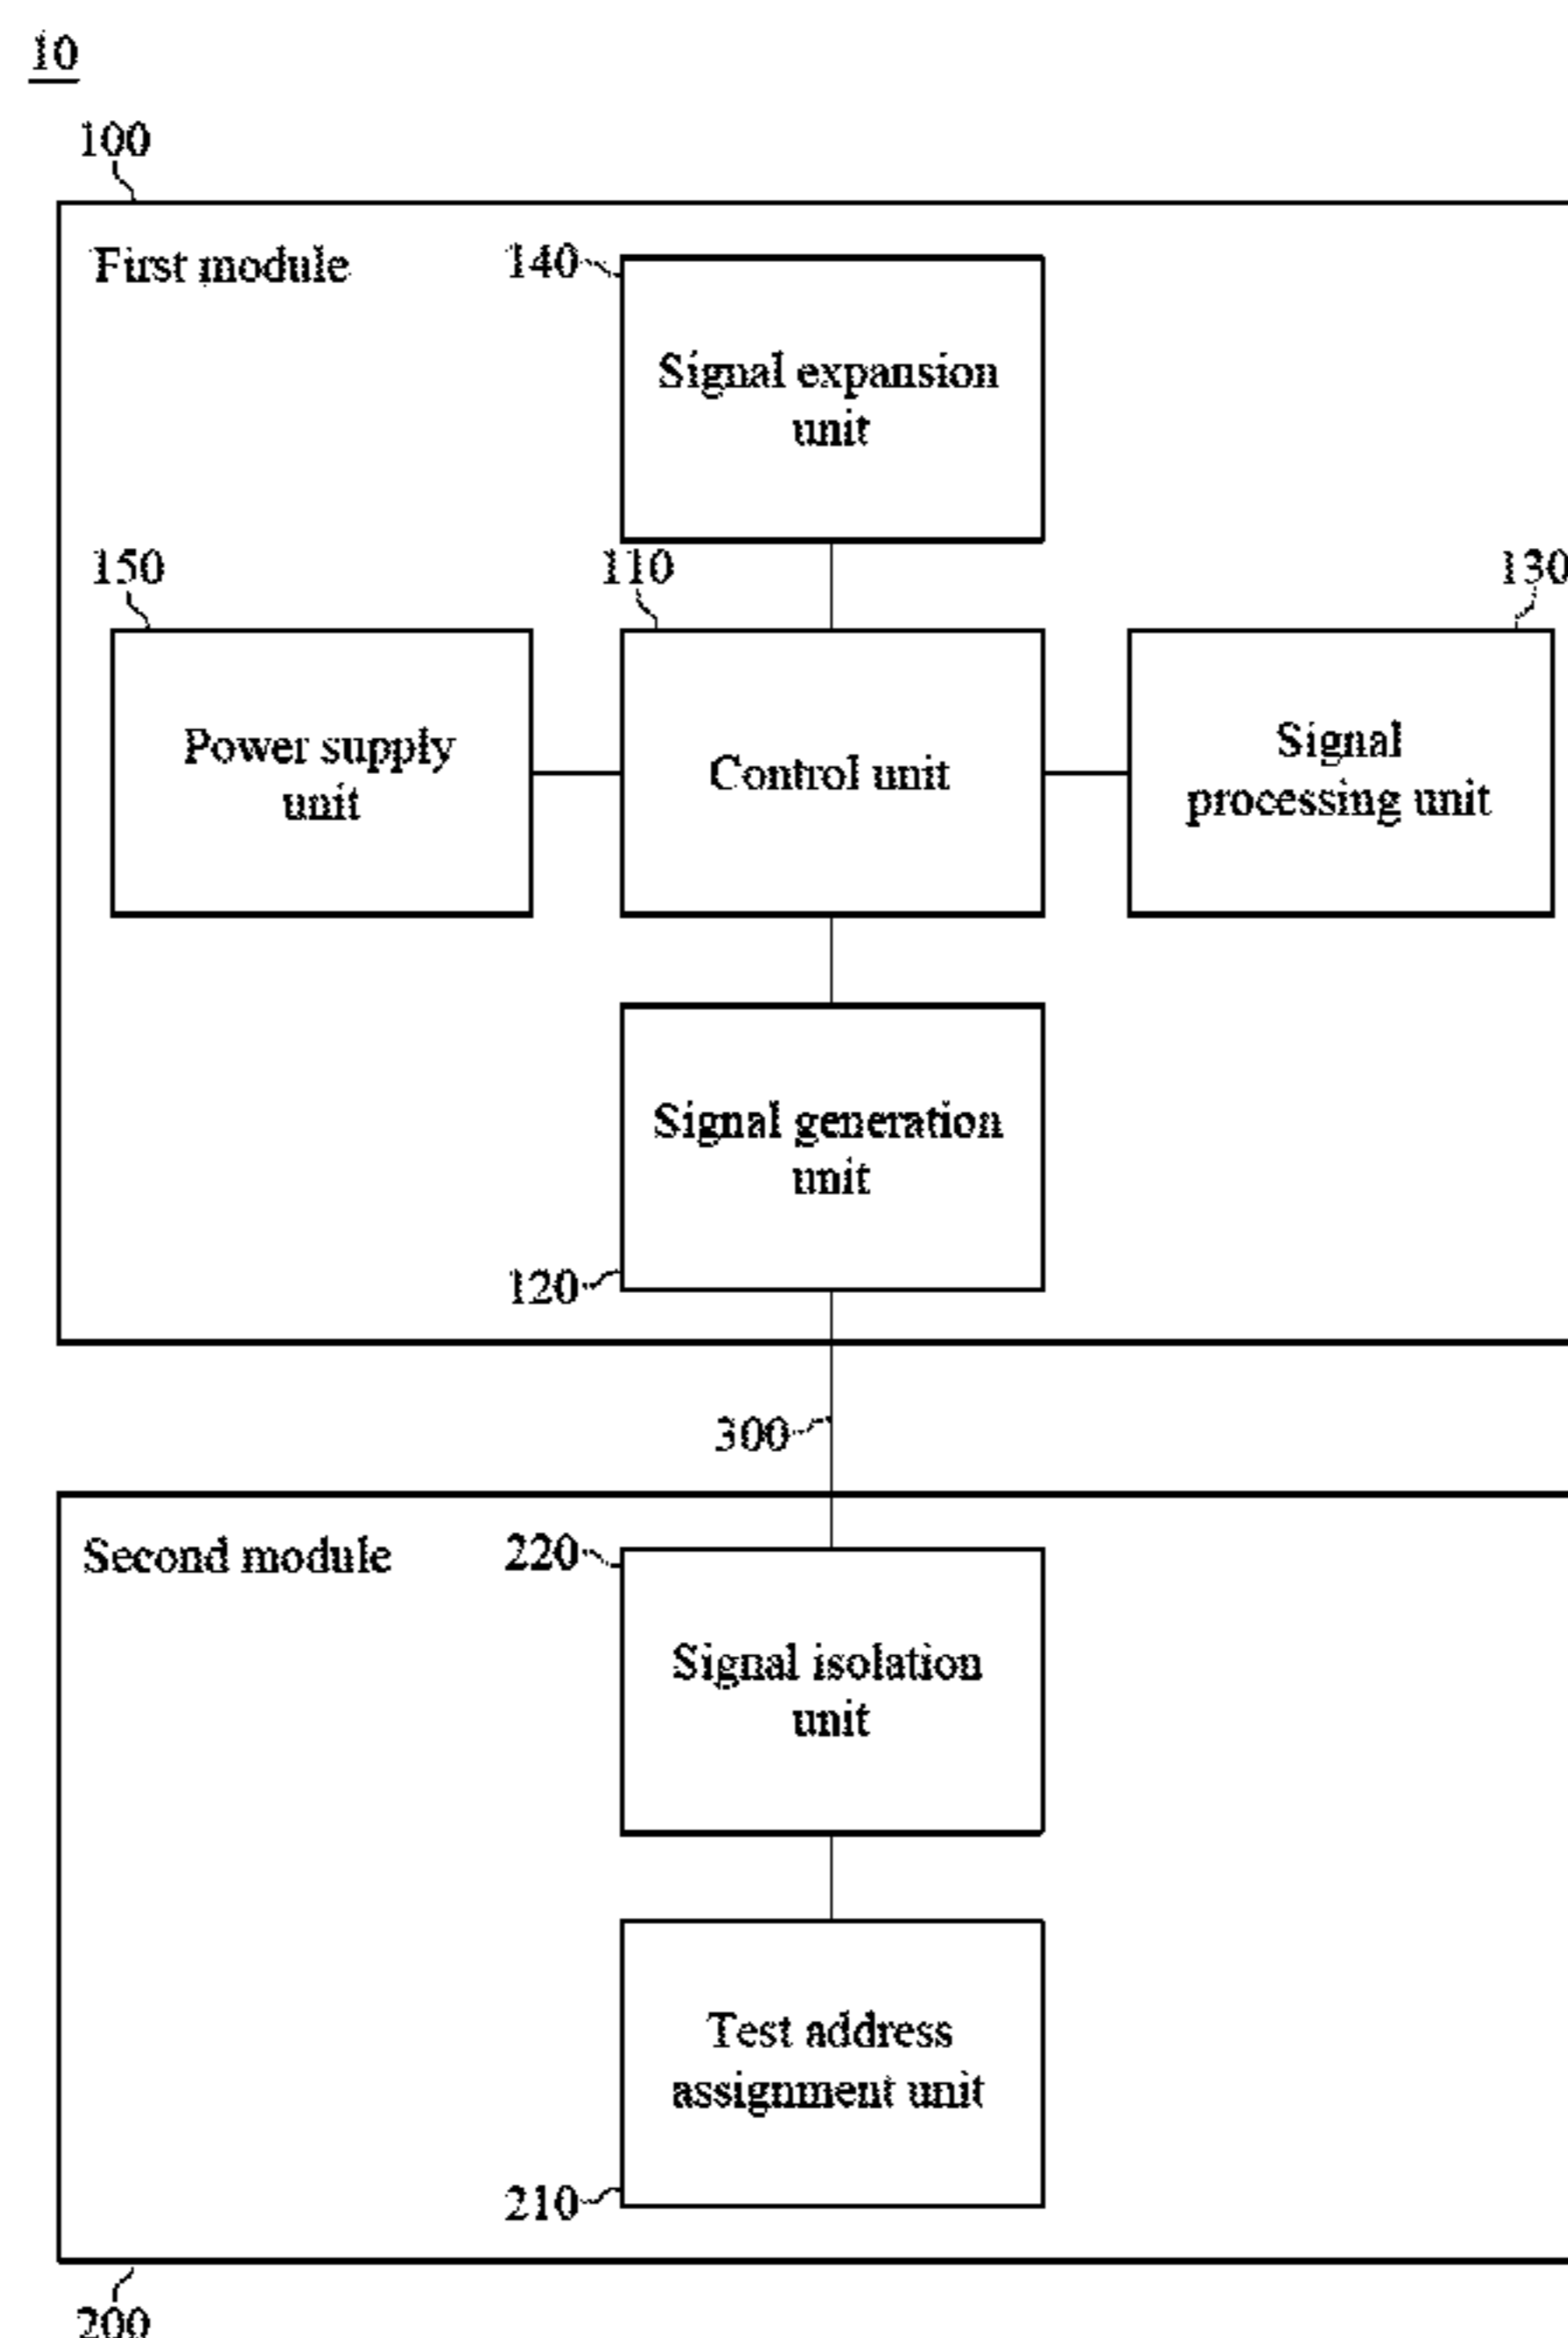 10
100
First module
140
Signal expansion
unit
150
110
130
Power supply
unit
Control unit
Signal
processing unit
Signal generation
unit
120
300
Second module
220
Signal isolation
unit
Test address
assignment unit
210
200